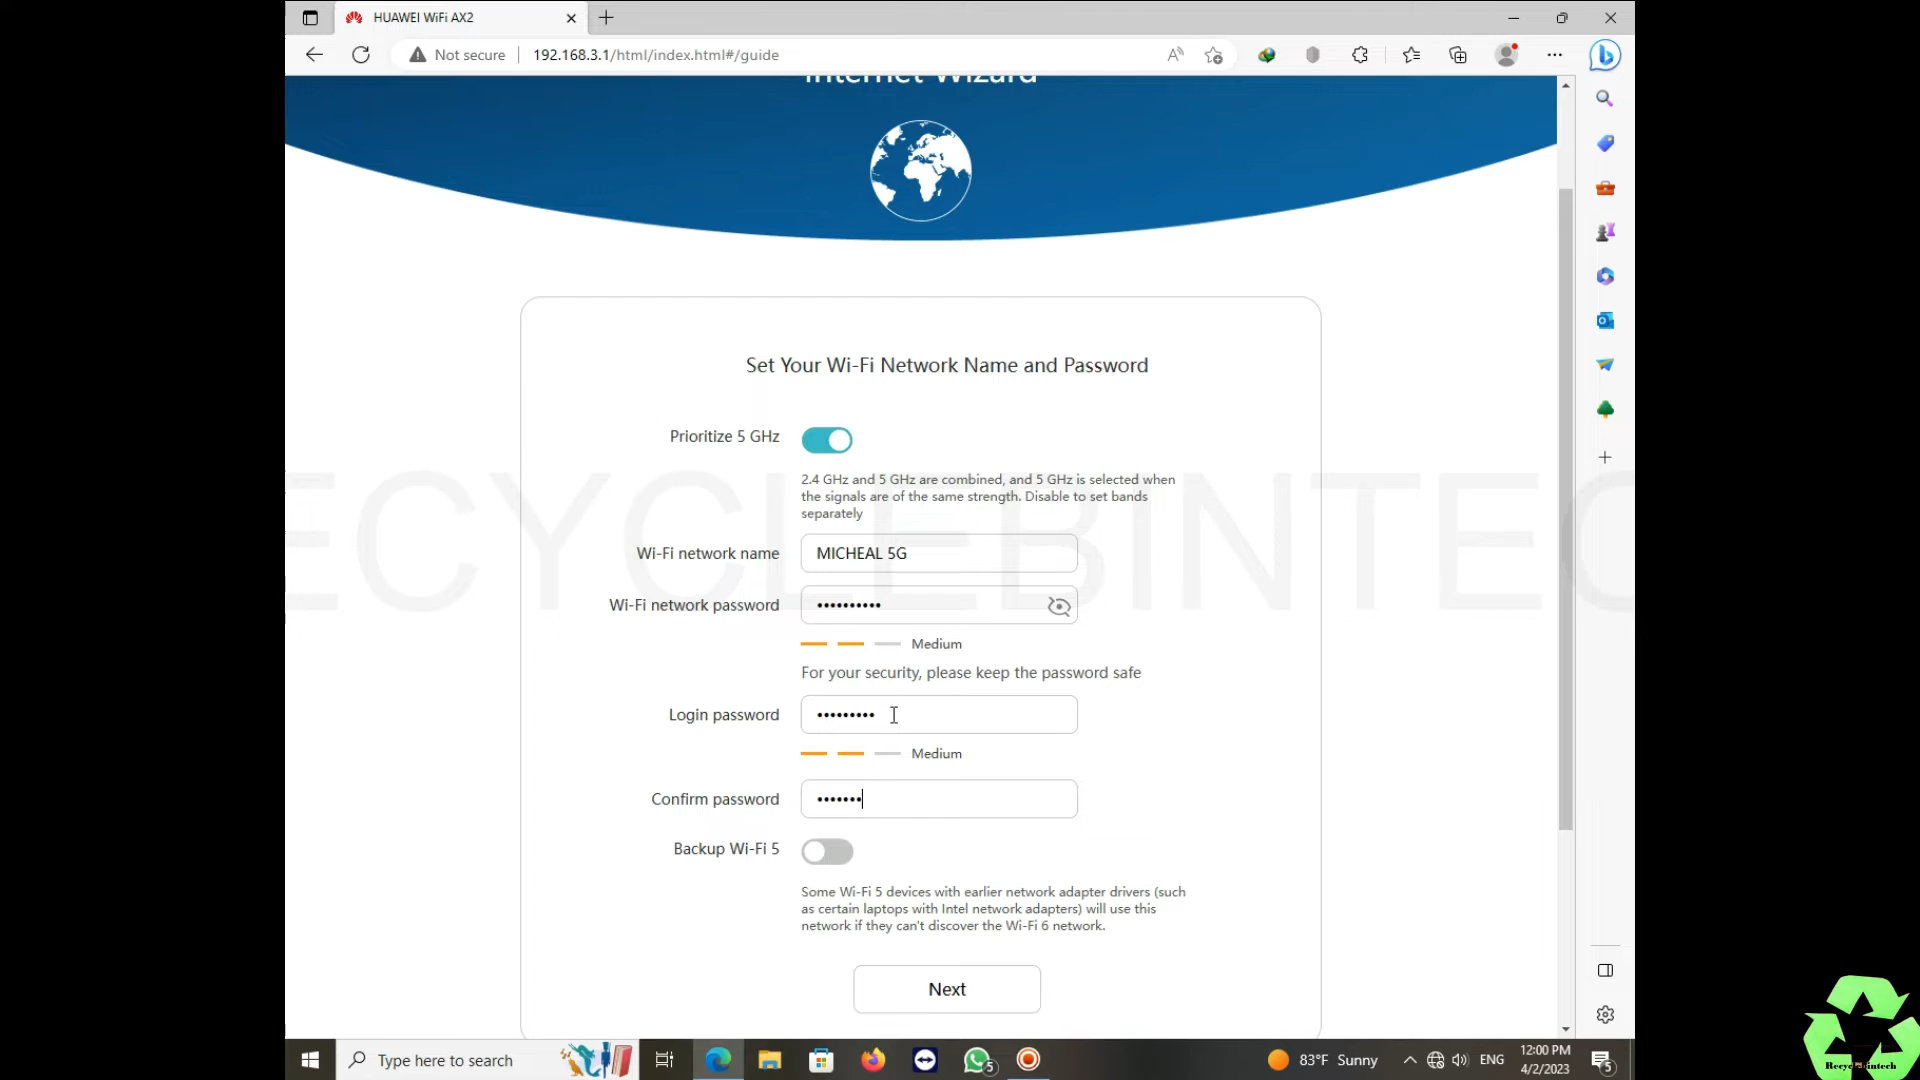 HUAWEI WiFi AX2
Not secure
192.168.3.1/html/index.html#/guide
Internet Wizard
Set Your Wi-Fi Network Name and Password
Prioritize 5 GHz
2.4 GHz and 5 GHz are combined, and 5 GHz is selected when
the signals are of the same strength. Disable to set bands
separately
ECYCLEBINTEC
Wi-Fi network name
MICHEAL 5G
Wi-Fi network password
••••••••••
Medium
For your security, please keep the password safe
Login password
•••••••••
Medium
Confirm password
•••••••
Backup Wi-Fi 5
Some Wi-Fi 5 devices with earlier network adapter drivers (such
as certain laptops with Intel network adapters) will use this
network if they can't discover the Wi-Fi 6 network.
Next
Type here to search
5
83°F Sunny
ENG
12:00 PM
4/2/2023
5
Recyclebintech